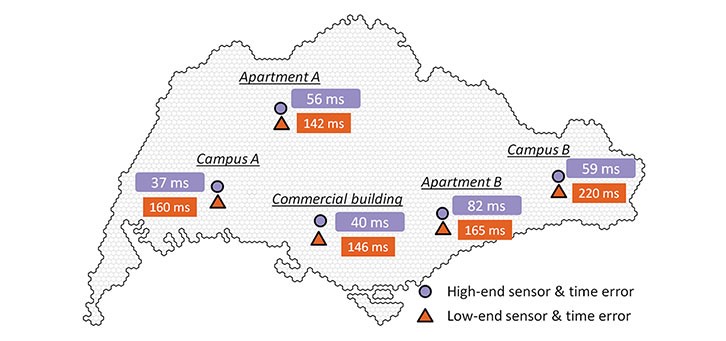 Apartment A
56 ms
142 ms
Campus A
37 ms
160 ms
Commercial building
40 ms
146 ms
Apartment B
82 ms
165 ms
Campus B
59 ms
220 ms
High-end sensor & time error
Low-end sensor & time error